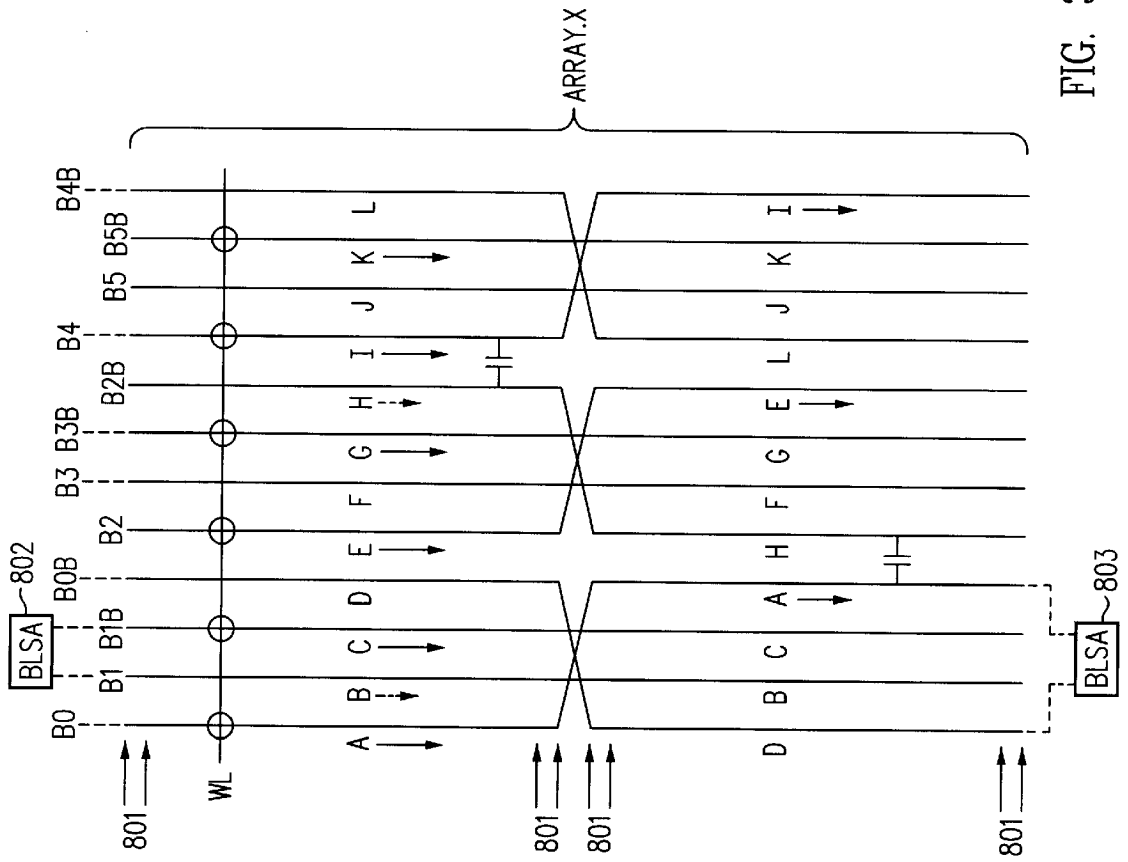 BLSA 802
B0 B1 B1B B0B B2 B3 B3B B2B B4 B5 B5B B4B
801
WL
A B C D E F G H I J K L
ARRAY.X
801
801
D B C A H F G E L J K I
801
BLSA 803
FIG.